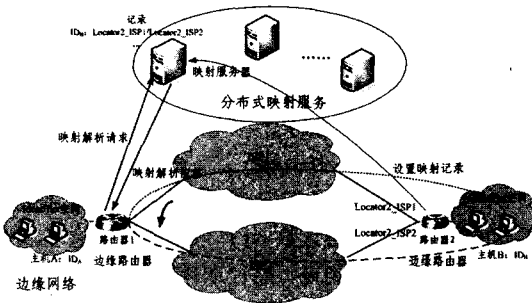 记录
ID_B: Locator2_ISP1/Locator2_ISP2
映射服务器
......
分布式映射服务
映射解析请求
映射解析
设置映射记录
Locator2_ISP1
Locator2_ISP2
路由器1
路由器2
主机A: ID_A
边缘路由器
边缘路由器
主机B: ID_B
边缘网络